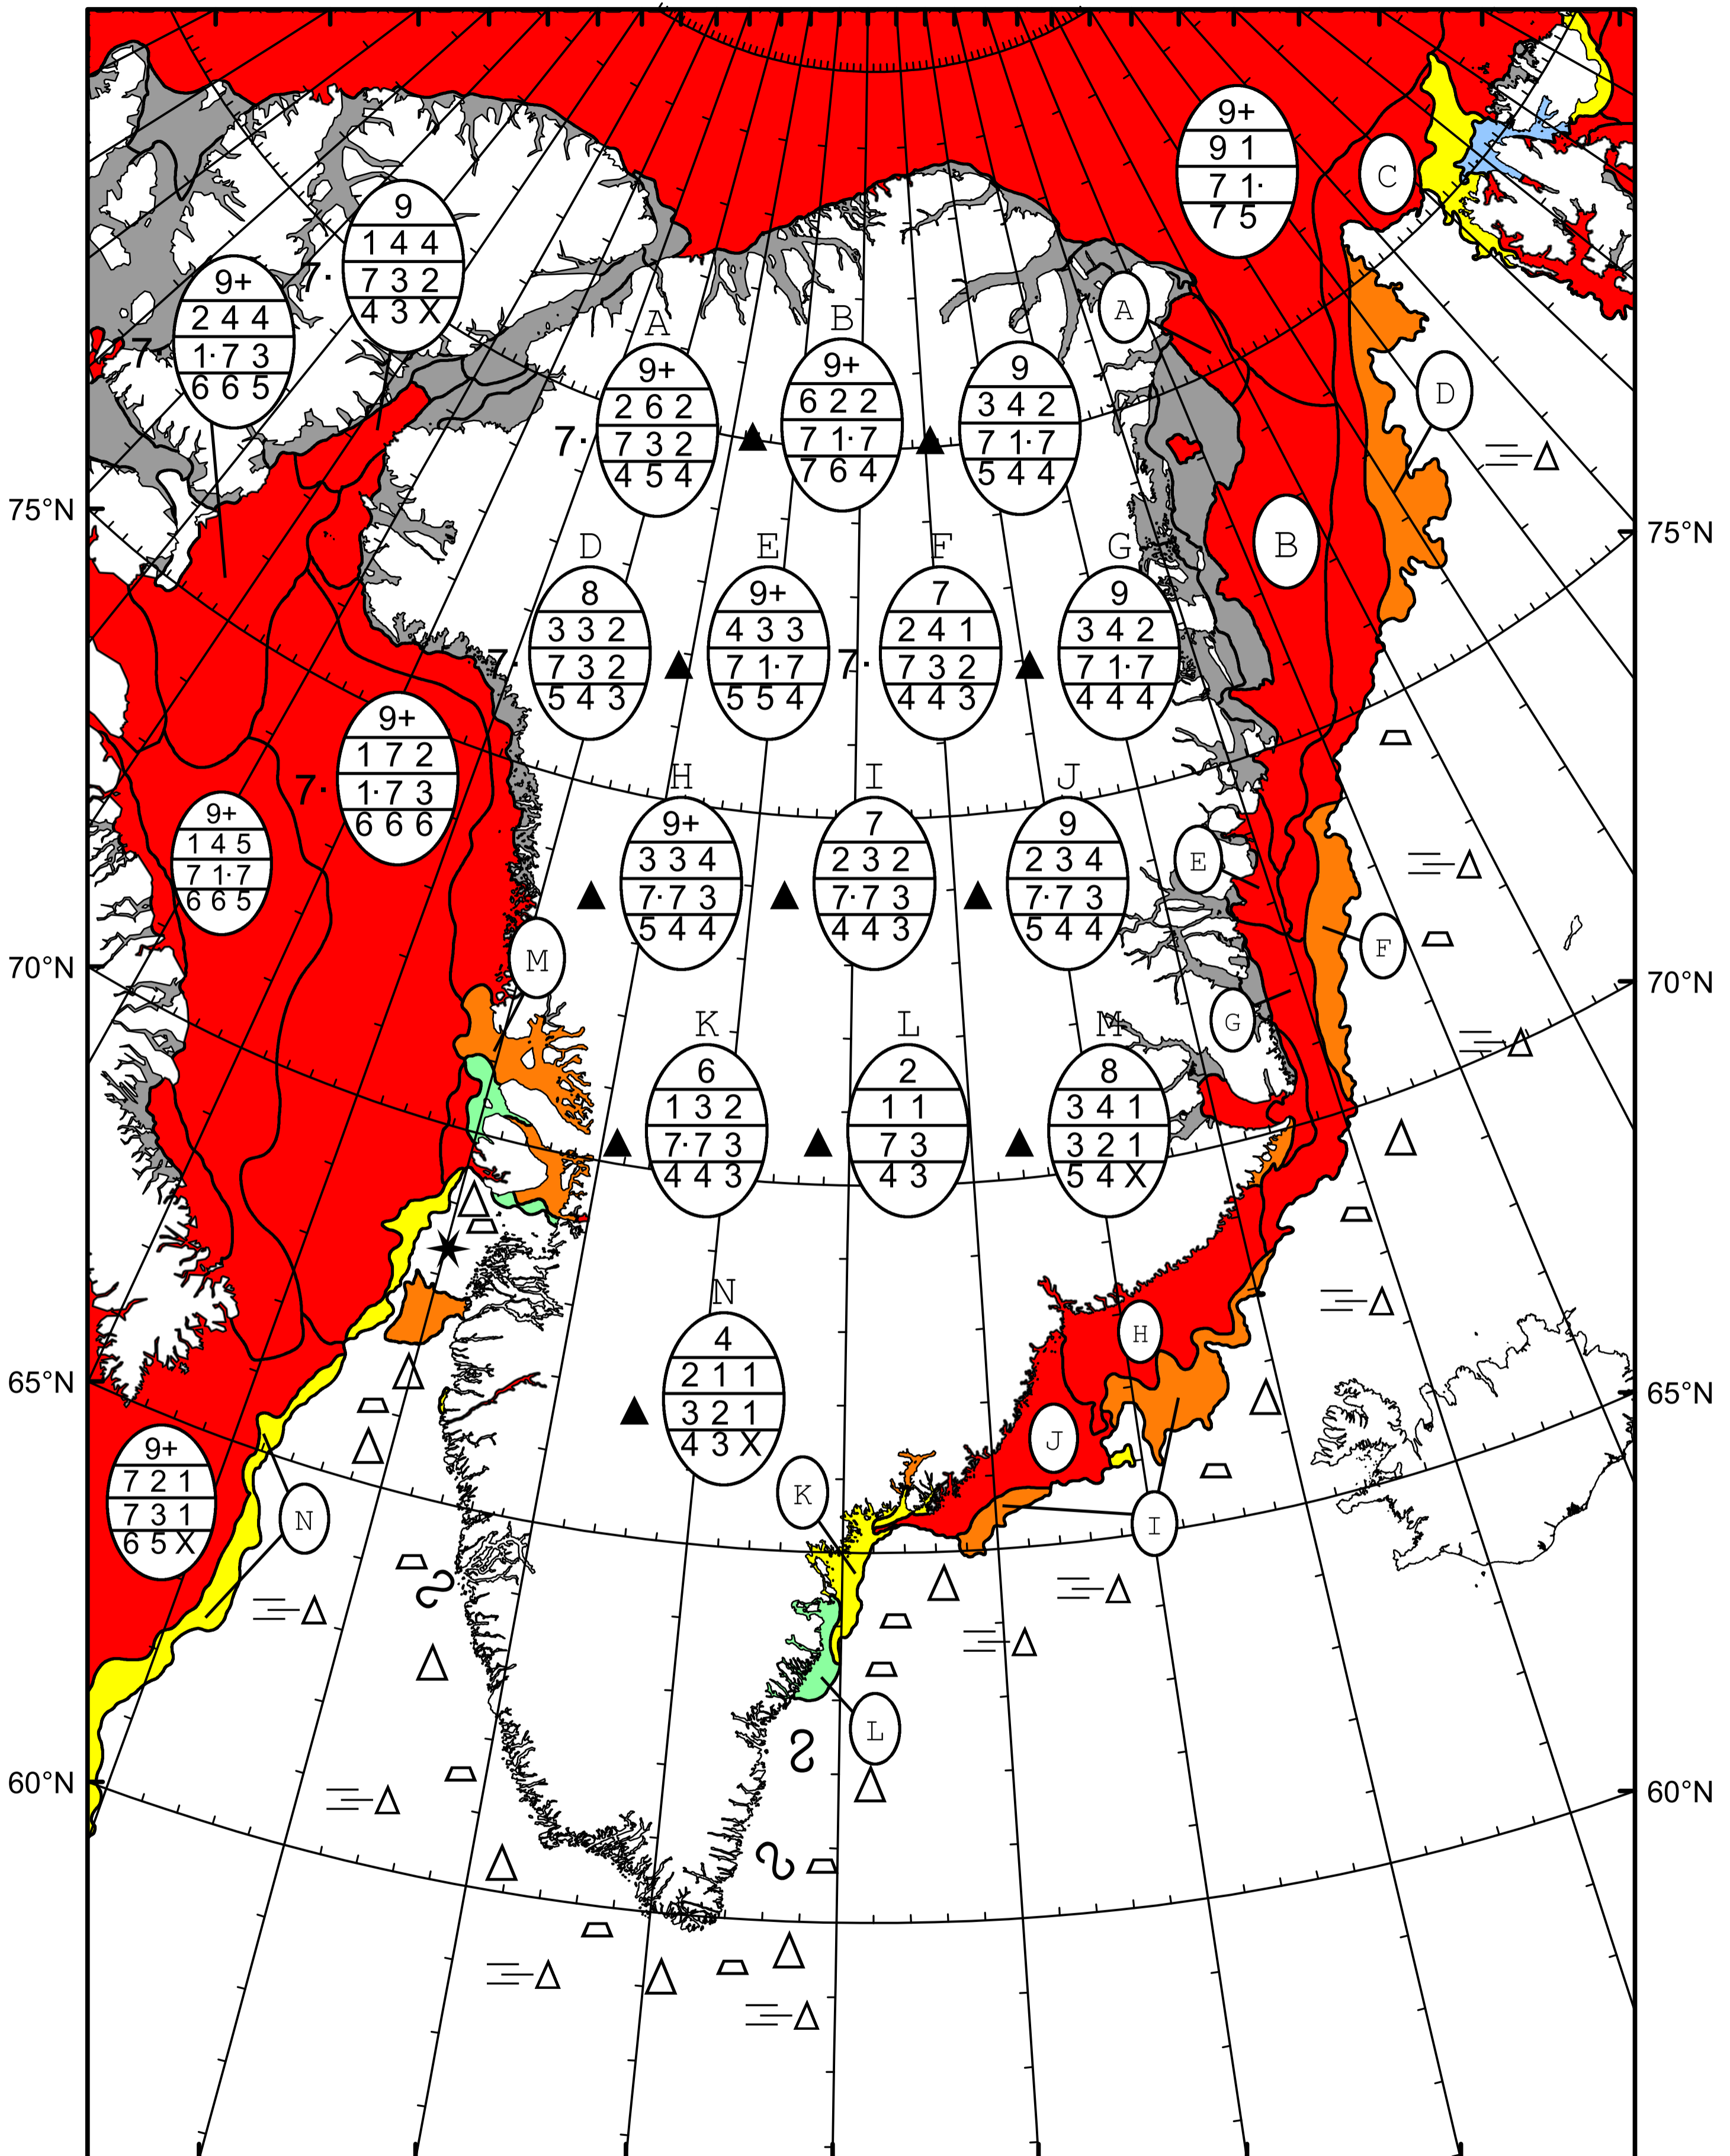 9+
9 1
7 1·
7 5
C
9
1 4 4
7· 7 3 2
4 3 X
9+
2 4 4
7· 1·7 3
6 6 5
A
A
9+
2 6 2
7· 7 3 2
4 5 4
B
9+
6 2 2
▲ 7 1·7
7 6 4
9
3 4 2
▲ 7 1·7
5 4 4
D
75°N
75°N
B
D
8
3 3 2
7· 7 3 2
5 4 3
E
9+
4 3 3
▲ 7 1·7
5 5 4
F
7
2 4 1
7· 7 3 2
4 4 3
G
9
3 4 2
▲ 7 1·7
4 4 4
9+
1 7 2
7· 1·7 3
6 6 6
9+
1 4 5
7 1·7
6 6 5
H
9+
3 3 4
▲ 7·7 3
5 4 4
I
7
2 3 2
▲ 7·7 3
4 4 3
J
9
2 3 4
▲ 7·7 3
5 4 4
E
F
M
70°N
70°N
G
K
6
1 3 2
▲ 7·7 3
4 4 3
L
2
1 1
▲ 7 3
4 3
M
8
3 4 1
▲ 3 2 1
5 4 X
N
4
2 1 1
▲ 3 2 1
4 3 X
H
65°N
65°N
J
9+
7 2 1
7 3 1
6 5 X
K
N
I
L
60°N
60°N